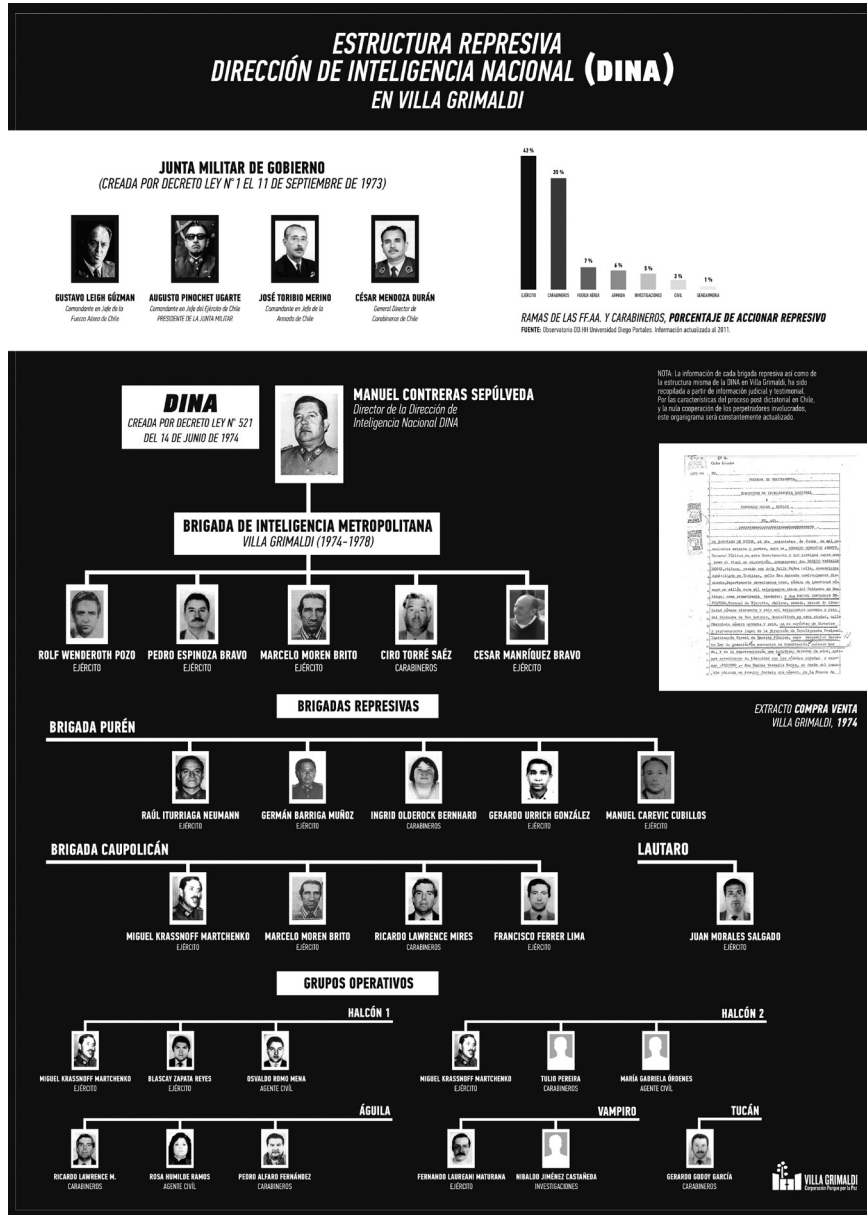 ESTRUCTURA REPRESIVA
DIRECCIÓN DE INTELIGENCIA NACIONAL (DINA)
EN VILLA GRIMALDI
JUNTA MILITAR DE GOBIERNO
(CREADA POR DECRETO LEY N°1 EL 11 DE SEPTIEMBRE DE 1973)
GUSTAVO LEIGH GÚZMAN
Comandante en Jefe de la
Fuerza Aérea de Chile
AUGUSTO PINOCHET UGARTE
Comandante en Jefe del Ejército de Chile
PRESIDENTE DE LA JUNTA MILITAR
JOSÉ TORIBIO MERINO
Comandante en Jefe de la
Armada de Chile
CÉSAR MENDOZA DURÁN
General Director de
Carabineros de Chile
42 %
35 %
7 %
6 %
5 %
3 %
1 %
EJÉRCITO
CARABINEROS
FUERZA AÉREA
ARMADA
INVESTIGACIONES
CIVIL
GENDARMERIA
RAMAS DE LAS FF.AA. Y CARABINEROS, PORCENTAJE DE ACCIONAR REPRESIVO
FUENTE: Observatorio DD.HH Universidad Diego Portales. Información actualizada al 2011.
DINA
CREADA POR DECRETO LEY N° 521
DEL 14 DE JUNIO DE 1974
MANUEL CONTRERAS SEPÚLVEDA
Director de la Dirección de
Inteligencia Nacional DINA
NOTA: La información de cada brigada represiva así como de
la estructura misma de la DINA en Villa Grimaldi, ha sido
recopilada a partir de información judicial y testimonial.
Por las características del proceso post dictatorial en Chile,
y la nula cooperación de los perpetradores involucrados,
este organigrama será constantemente actualizado.
BRIGADA DE INTELIGENCIA METROPOLITANA
VILLA GRIMALDI (1974-1978)
ROLF WENDEROTH POZO
EJÉRCITO
PEDRO ESPINOZA BRAVO
EJÉRCITO
MARCELO MOREN BRITO
EJÉRCITO
CIRO TORRÉ SAÉZ
CARABINEROS
CESAR MANRÍQUEZ BRAVO
EJÉRCITO
EXTRACTO COMPRA VENTA
VILLA GRIMALDI, 1974
BRIGADAS REPRESIVAS
BRIGADA PURÉN
RAÚL ITURRIAGA NEUMANN
EJÉRCITO
GERMÁN BARRIGA MUÑOZ
EJÉRCITO
INGRID OLDEROCK BERNHARD
CARABINEROS
GERARDO URRICH GONZÁLEZ
EJÉRCITO
MANUEL CAREVIC CUBILLOS
EJÉRCITO
BRIGADA CAUPOLICÁN
MIGUEL KRASSNOFF MARTCHENKO
EJÉRCITO
MARCELO MOREN BRITO
EJÉRCITO
RICARDO LAWRENCE MIRES
CARABINEROS
FRANCISCO FERRER LIMA
EJÉRCITO
LAUTARO
JUAN MORALES SALGADO
EJÉRCITO
GRUPOS OPERATIVOS
HALCÓN 1
MIGUEL KRASSNOFF MARTCHENKO
EJÉRCITO
BLASCAY ZAPATA REYES
EJÉRCITO
OSVALDO ROMO MENA
AGENTE CIVÍL
HALCÓN 2
MIGUEL KRASSNOFF MARTCHENKO
EJÉRCITO
TULIO PEREIRA
CARABINEROS
MARÍA GABRIELA ÓRDENES
AGENTE CIVÍL
ÁGUILA
RICARDO LAWRENCE M.
CARABINEROS
ROSA HUMILDE RAMOS
AGENTE CIVÍL
PEDRO ALFARO FERNÁNDEZ
CARABINEROS
VAMPIRO
FERNANDO LAUREANI MATURANA
EJÉRCITO
NIBALDO JIMÉNEZ CASTAÑEDA
INVESTIGACIONES
TUCÁN
GERARDO GODOY GARCÍA
CARABINEROS
VILLA GRIMALDI
Corporación Parque por la Paz